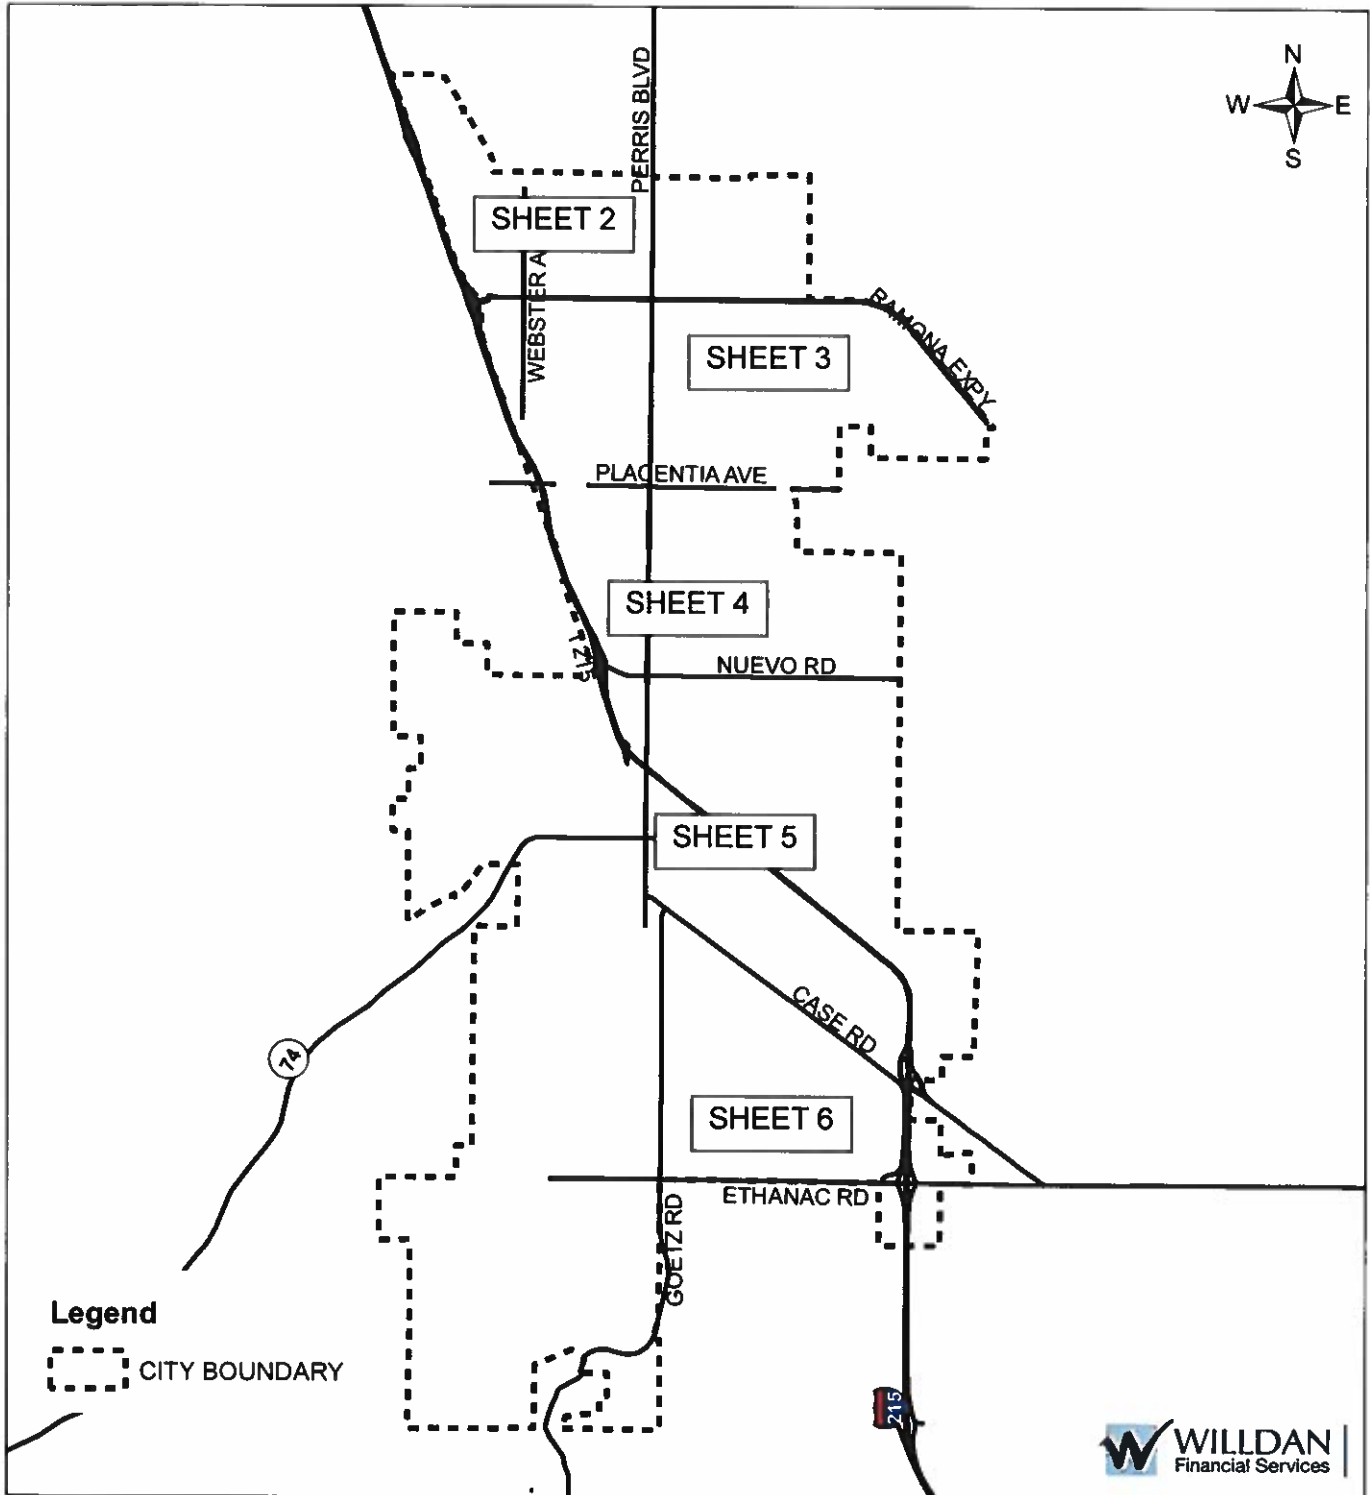 N
W E
S
PERRIS BLVD
SHEET 2
WEBSTER A
RAMONA EXPY
SHEET 3
PLACENTIA AVE
SHEET 4
NUEVO RD
SHEET 5
CASE RD
74
SHEET 6
ETHANAC RD
GOETZ RD
Legend
CITY BOUNDARY
215
WILLDAN
Financial Services